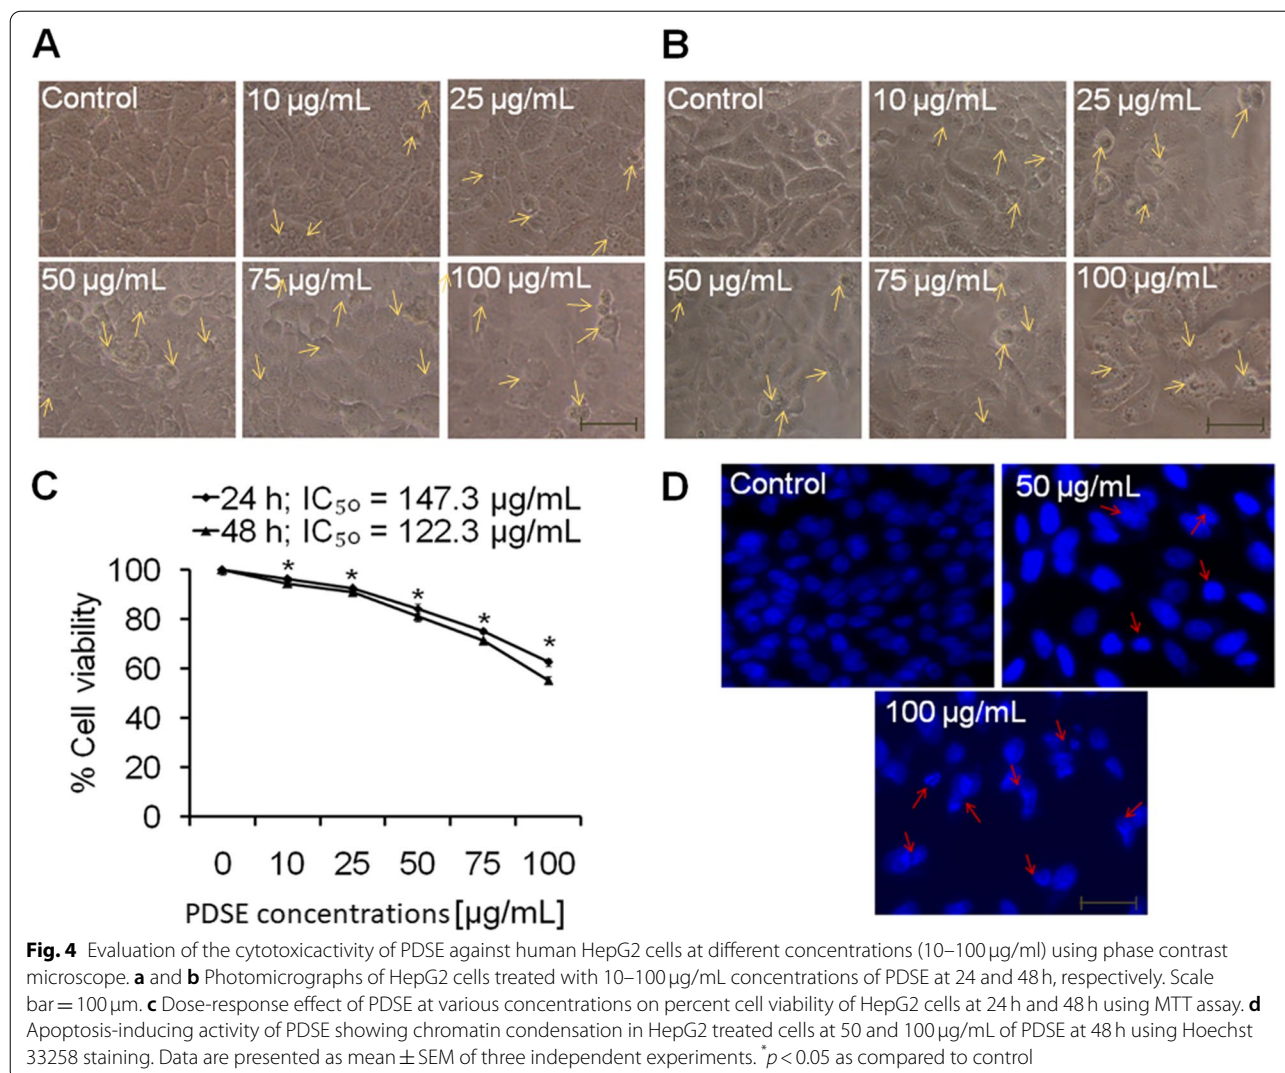 A
B
Control
10 µg/mL
25 µg/mL
50 µg/mL
75 µg/mL
100 µg/mL
Control
10 µg/mL
25 µg/mL
50 µg/mL
75 µg/mL
100 µg/mL
C
24 h; IC₅₀ = 147.3 µg/mL
48 h; IC₅₀ = 122.3 µg/mL
% Cell viability
100
80
60
40
20
0
* * * * *
0 10 25 50 75 100
PDSE concentrations [µg/mL]
D
Control
50 µg/mL
100 µg/mL
Fig. 4 Evaluation of the cytotoxicactivity of PDSE against human HepG2 cells at different concentrations (10–100 µg/ml) using phase contrast
microscope. a and b Photomicrographs of HepG2 cells treated with 10–100 µg/mL concentrations of PDSE at 24 and 48 h, respectively. Scale
bar = 100 µm. c Dose-response effect of PDSE at various concentrations on percent cell viability of HepG2 cells at 24 h and 48 h using MTT assay. d
Apoptosis-inducing activity of PDSE showing chromatin condensation in HepG2 treated cells at 50 and 100 µg/mL of PDSE at 48 h using Hoechst
33258 staining. Data are presented as mean ± SEM of three independent experiments. *p < 0.05 as compared to control